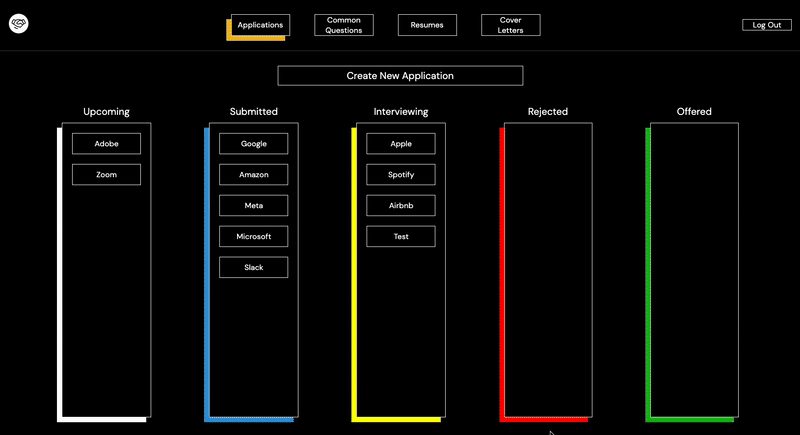 Applications
Common
Questions
Resumes
Cover
Letters
Log Out
Create New Application
Upcoming
Adobe
Zoom
Submitted
Google
Amazon
Meta
Microsoft
Slack
Interviewing
Apple
Spotify
Airbnb
Test
Rejected
Offered